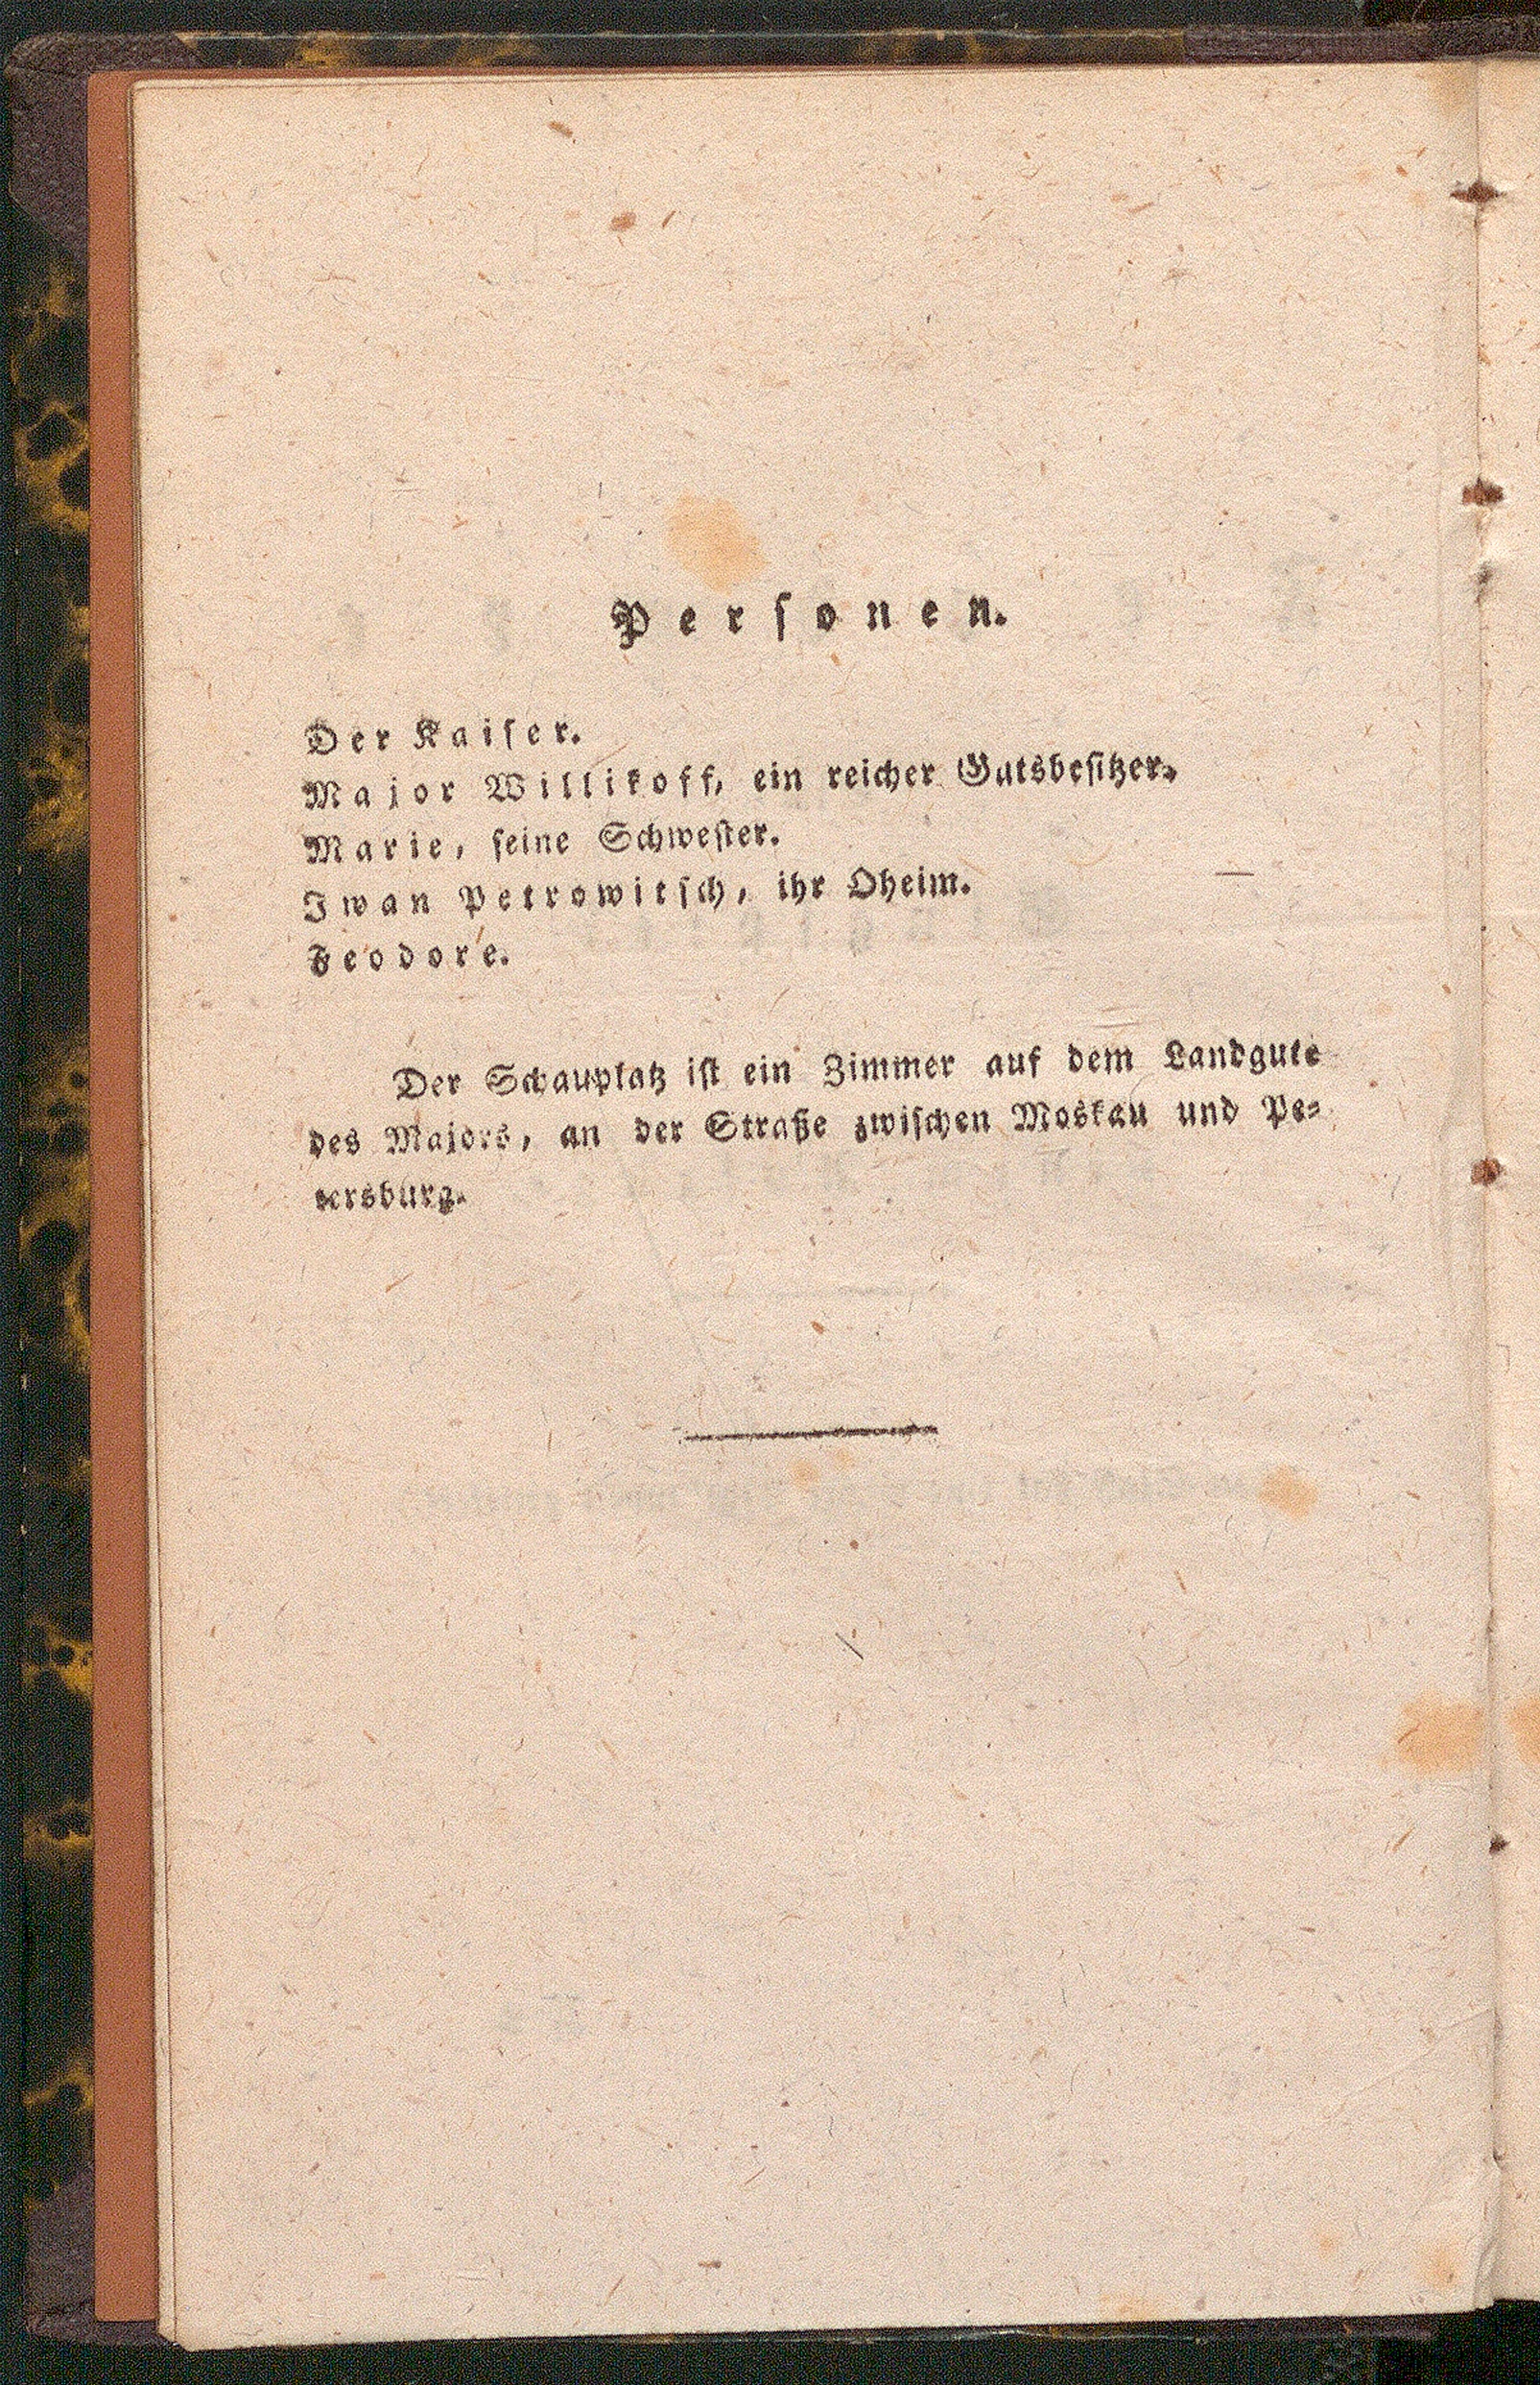 Personen.
Der Kaiser.
Major Willikoff, ein reicher Gutsbesitzer.
Marie, seine Schwester.
Iwan Petrowitsch, ihr Oheim.
Feodore.
Der Schauplatz ist ein Zimmer auf dem Landgute
des Majors, an der Straße zwischen Moskau und Pe-
tersburg.